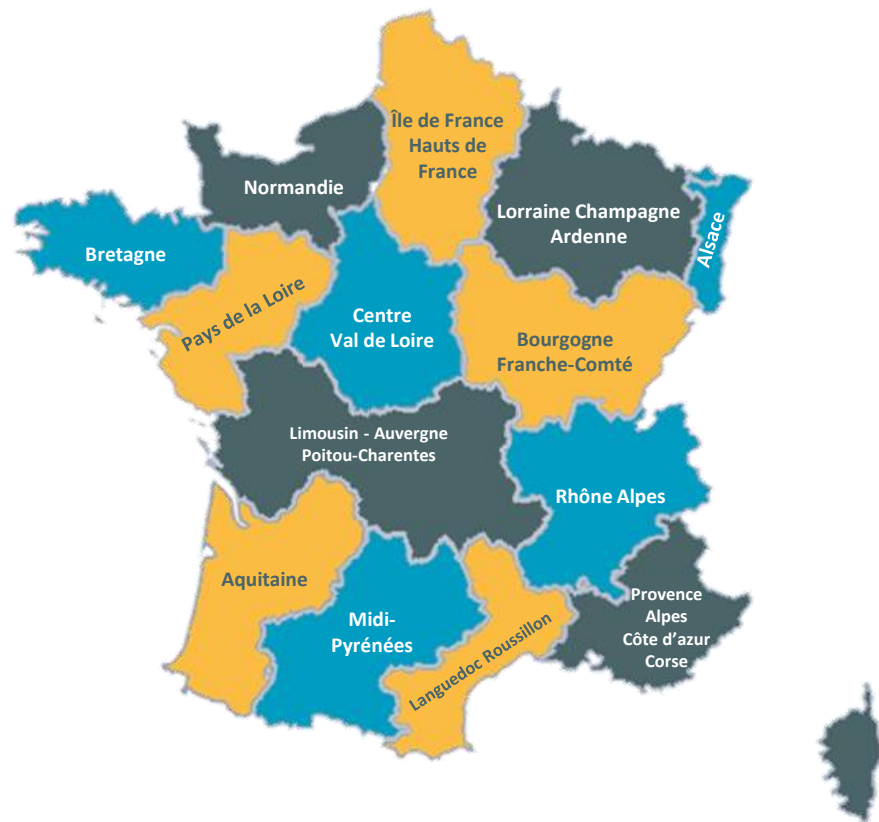 Île de France
Hauts de
France
Normandie
Lorraine Champagne
Ardenne
Alsace
Bretagne
Pays de la Loire
Centre
Val de Loire
Bourgogne
Franche-Comté
Limousin - Auvergne
Poitou-Charentes
Rhône Alpes
Aquitaine
Midi-
Pyrénées
Languedoc Roussillon
Provence
Alpes
Côte d'azur
Corse